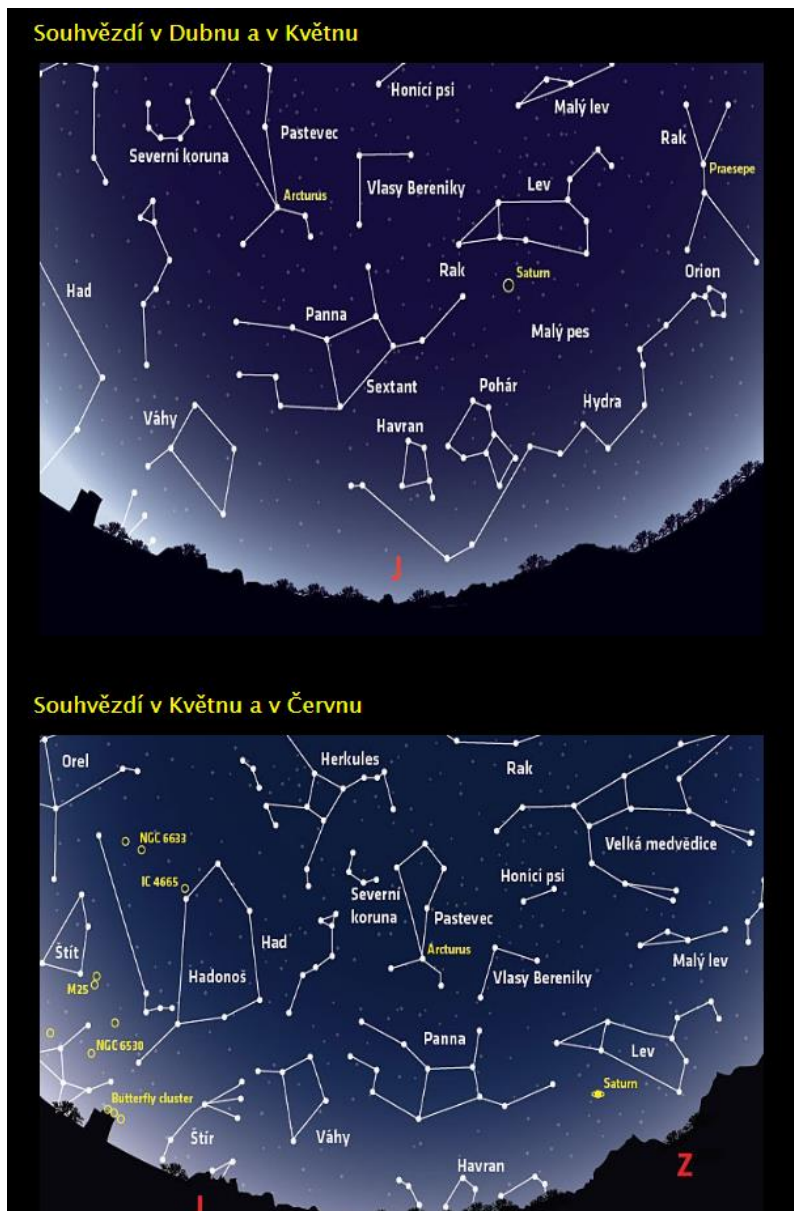 Souhvězdí v Dubnu a v Květnu
Honící psi
Malý lev
Pastevec
Rak
Severní koruna
Praesepe
Vlasy Bereniky
Lev
Arcturus
Rak
Saturn
Orion
Had
Panna
Malý pes
Sextant
Pohár
Hydra
Váhy
Havran
J
Souhvězdí v Květnu a v Červnu
Orel
Herkules
Rak
NGC 6633
Velká medvědice
IC 4665
Honicí psi
Severní
koruna
Pastevec
Had
Štít
Arcturus
Hadonoš
Vlasy Bereniky
Malý lev
M25
Panna
NGC 6530
Lev
Saturn
Butterfly cluster
Štír
Váhy
Havran
Z
J